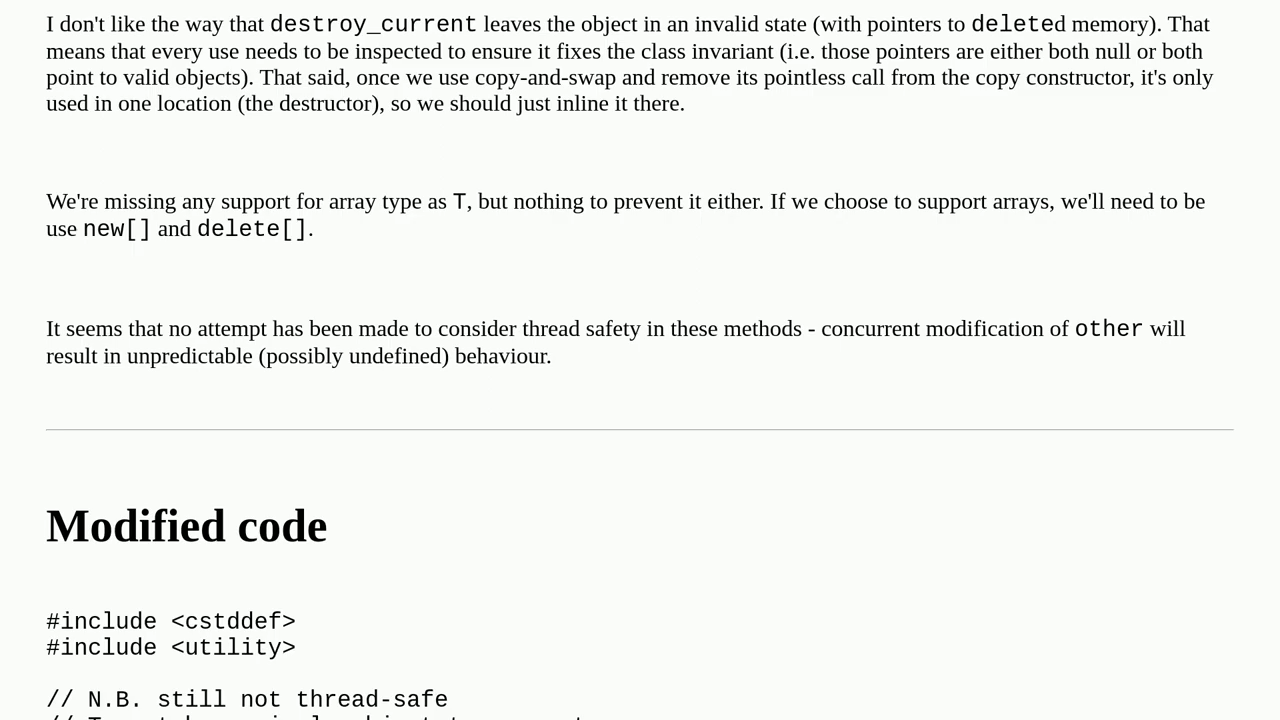 I don't like the way that destroy_current leaves the object in an invalid state (with pointers to deleted memory). That
means that every use needs to be inspected to ensure it fixes the class invariant (i.e. those pointers are either both null or both
point to valid objects). That said, once we use copy-and-swap and remove its pointless call from the copy constructor, it's only
used in one location (the destructor), so we should just inline it there.
We're missing any support for array type as T, but nothing to prevent it either. If we choose to support arrays, we'll need to be
use new[] and delete[].
It seems that no attempt has been made to consider thread safety in these methods - concurrent modification of other will
result in unpredictable (possibly undefined) behaviour.
Modified code
#include <cstddef>
#include <utility>
// N.B. still not thread-safe